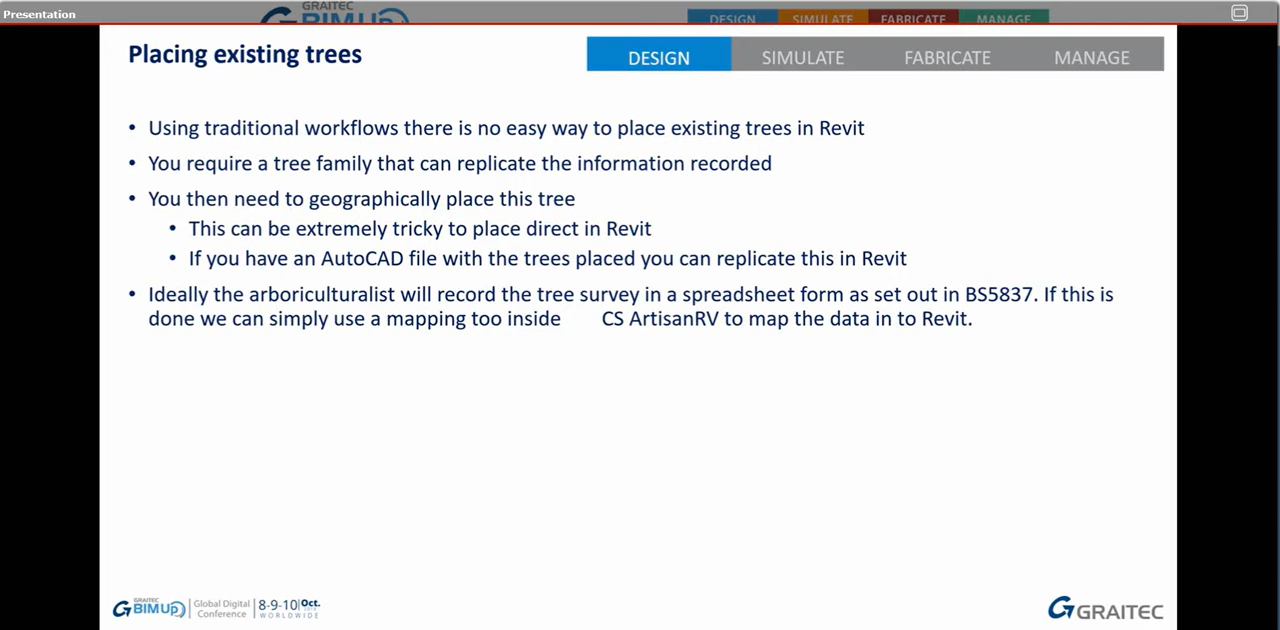 Presentation
GRAITEC
BIMUP
DESIGN SIMULATE FABRICATE MANAGE
Placing existing trees
DESIGN SIMULATE FABRICATE MANAGE
• Using traditional workflows there is no easy way to place existing trees in Revit
• You require a tree family that can replicate the information recorded
• You then need to geographically place this tree
• This can be extremely tricky to place direct in Revit
• If you have an AutoCAD file with the trees placed you can replicate this in Revit
• Ideally the arboriculturalist will record the tree survey in a spreadsheet form as set out in BS5837. If this is
done we can simply use a mapping too inside CS ArtisanRV to map the data in to Revit.
GRAITEC
BIMUP
Global Digital
Conference
8-9-10 Oct.
WORLDWIDE
GRAITEC